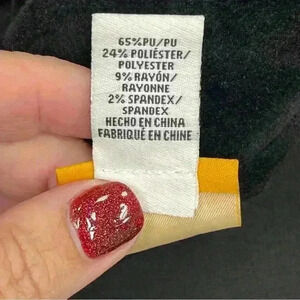 65%PU/PU
24% POLIÉSTER/
POLYESTER
9% RAYÓN/
RAYONNE
2% SPANDEX/
SPANDEX
HECHO EN CHINA
FABRIQUÉ EN CHINE